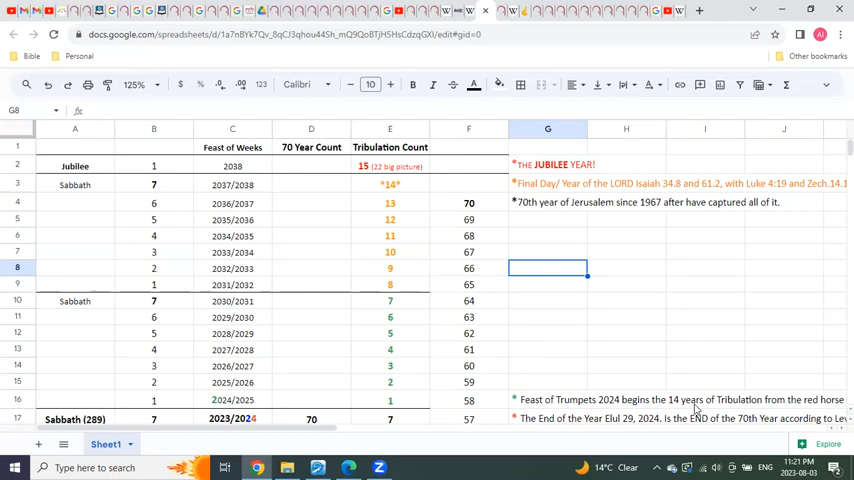 docs.google.com/spreadsheets/d/1a7nBYk7Qv_8qCJ3qhou44Sh_mQ9QoBTjH5HsCdzqGXI/edit#gid=0
Bible Personal Other bookmarks
125% $ % .0 .00 123 Calibri 10 B I A
G8 fx
A B C D E F G H I J
1 Feast of Weeks 70 Year Count Tribulation Count
2 Jubilee 1 2038 15 (22 big picture) *THE JUBILEE YEAR!
3 Sabbath 7 2037/2038 *14* *Final Day/ Year of the LORD Isaiah 34.8 and 61.2, with Luke 4:19 and Zech.14.1
4 6 2036/2037 13 70 *70th year of Jerusalem since 1967 after have captured all of it.
5 5 2035/2036 12 69
6 4 2034/2035 11 68
7 3 2033/2034 10 67
8 2 2032/2033 9 66
9 1 2031/2032 8 65
10 Sabbath 7 2030/2031 7 64
11 6 2029/2030 6 63
12 5 2028/2029 5 62
13 4 2027/2028 4 61
14 3 2026/2027 3 60
15 2 2025/2026 2 59
16 1 2024/2025 1 58 * Feast of Trumpets 2024 begins the 14 years of Tribulation from the red horse
17 Sabbath (289) 7 2023/2024 70 7 57 * The End of the Year Elul 29, 2024. Is the END of the 70th Year according to Lev
Sheet1 Explore
Type here to search 14°C Clear ENG 11:21 PM
2023-08-03 2